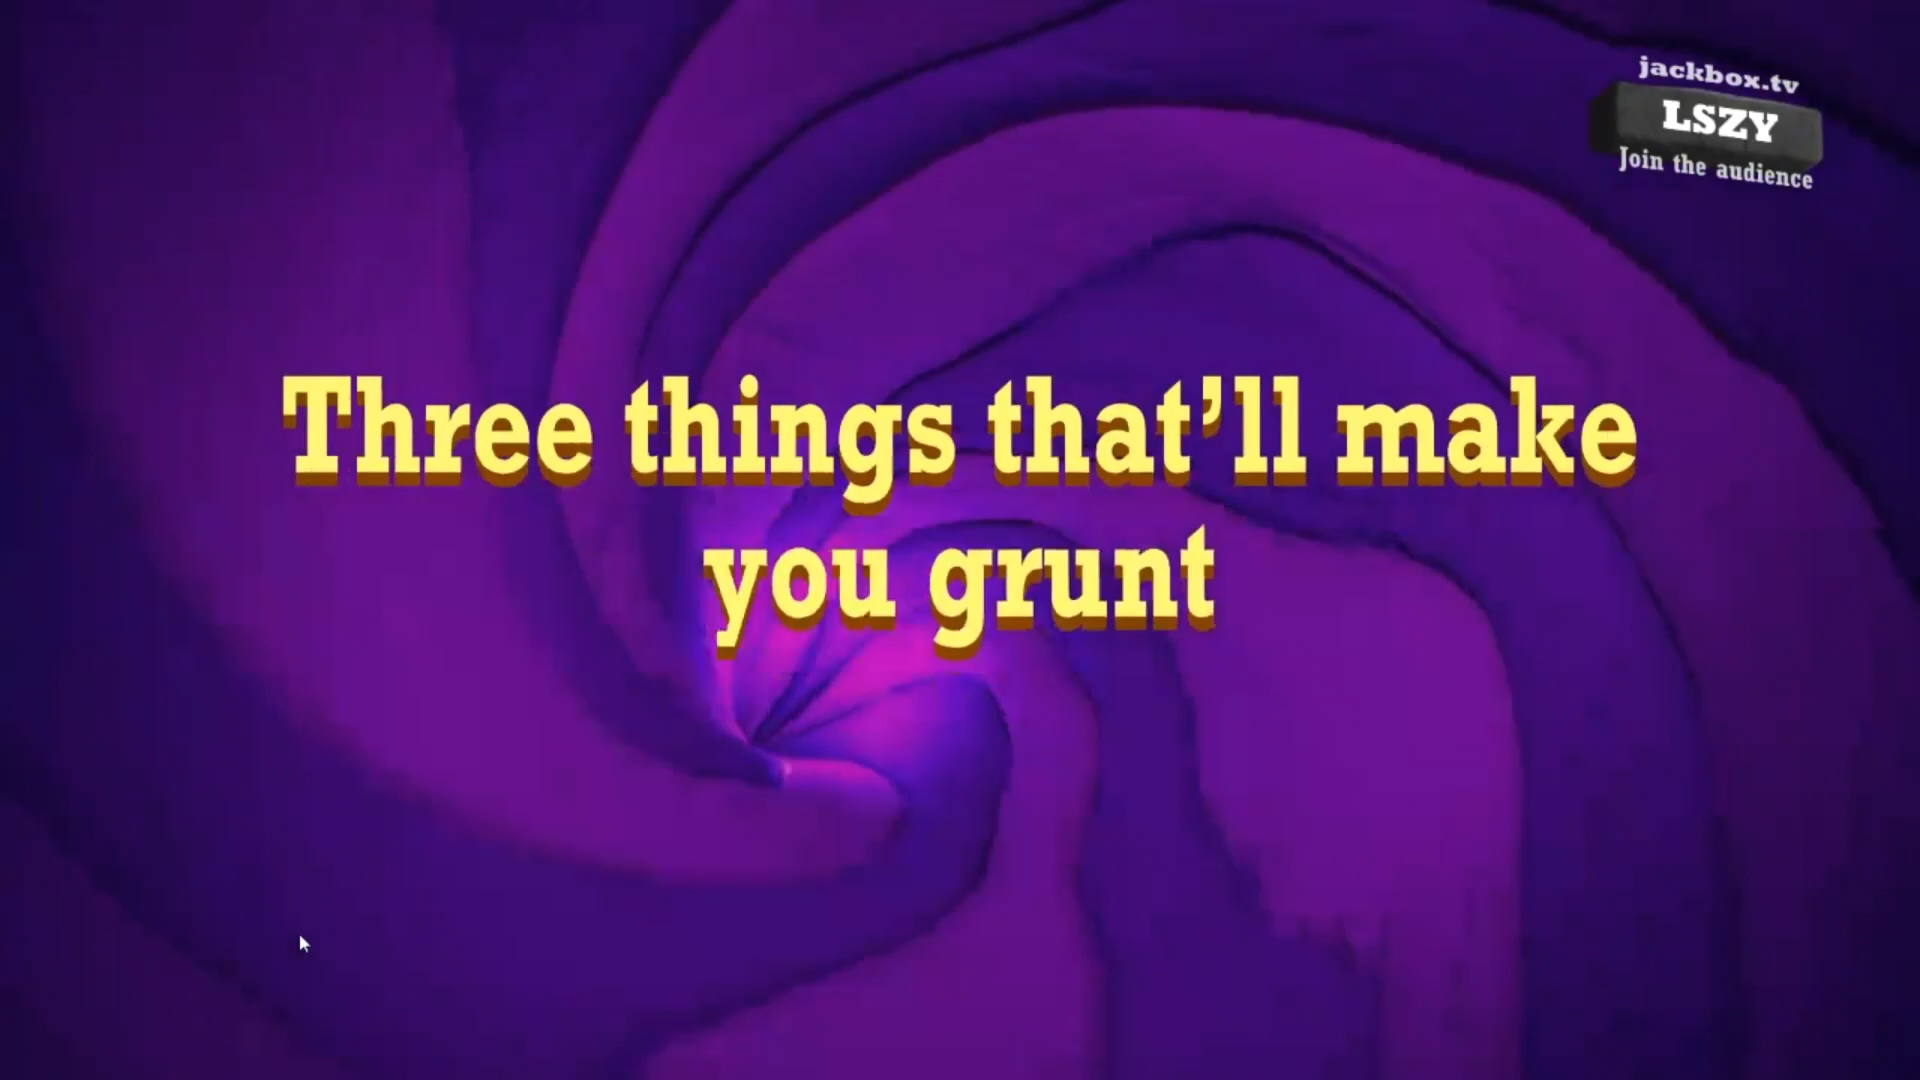 jackbox.tv
LSZY
Join the audience
Three things that’ll make
you grunt